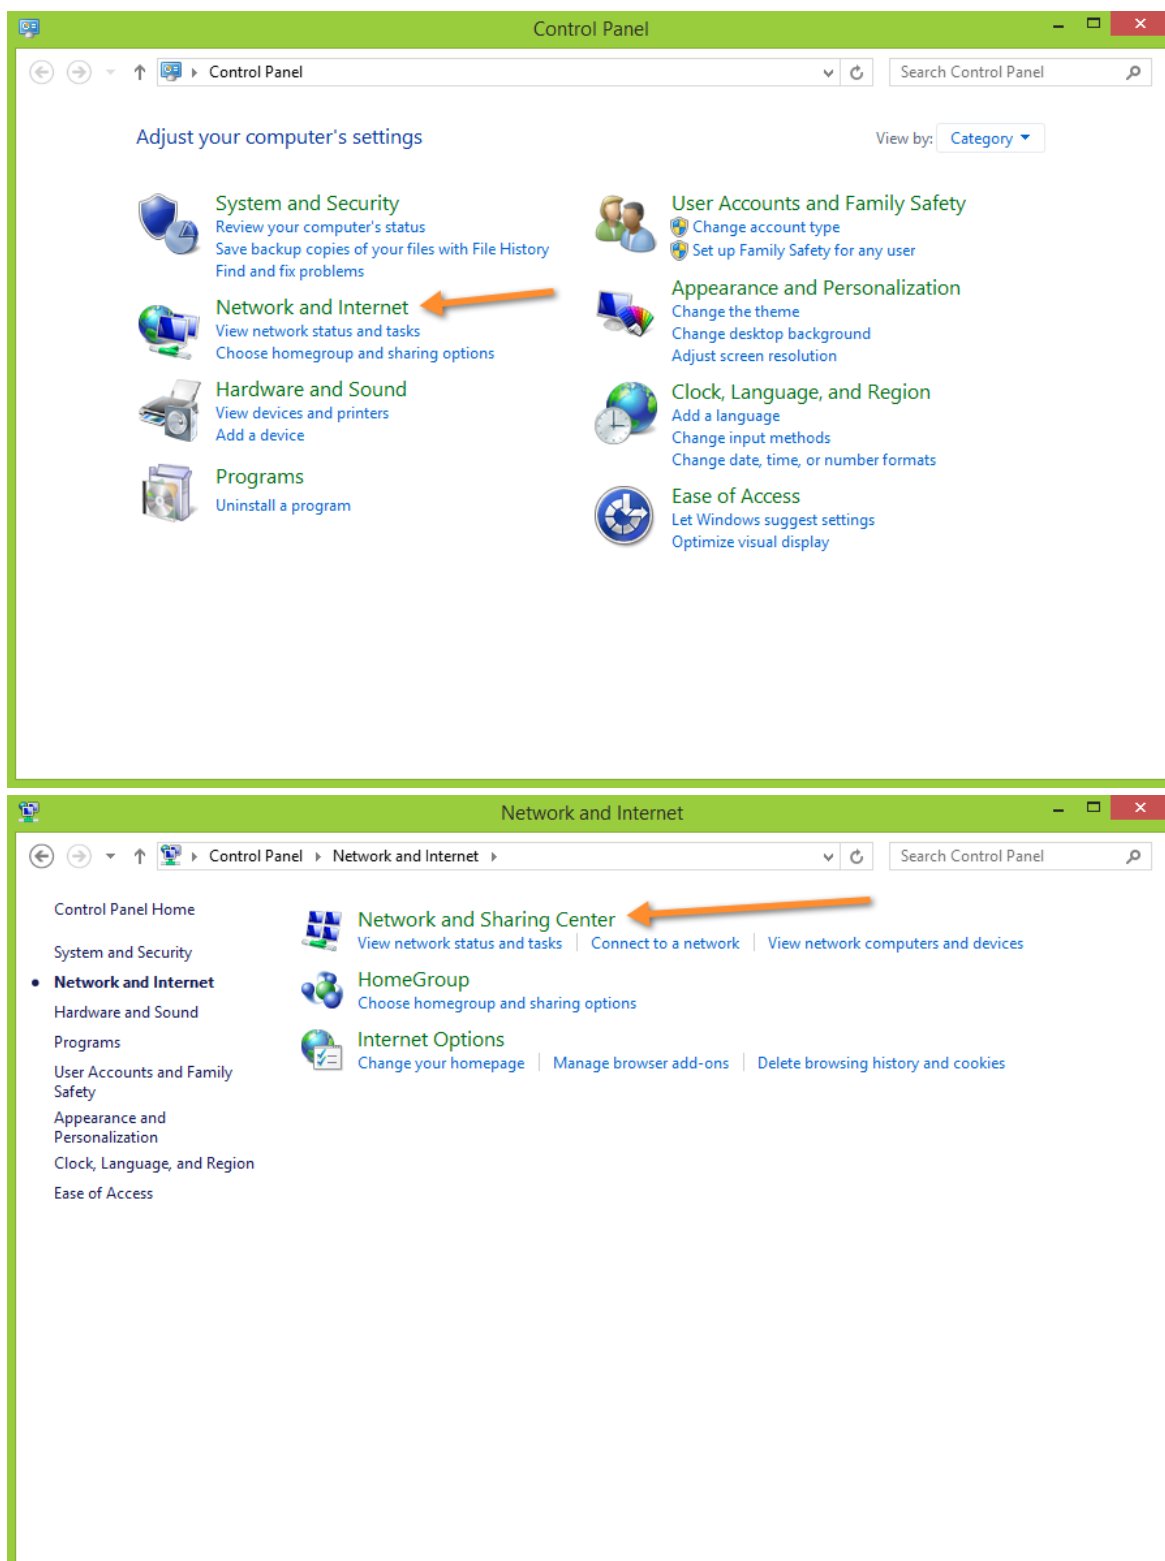 Control Panel
Control Panel
Search Control Panel
Adjust your computer's settings
View by: Category
System and Security
Review your computer's status
Save backup copies of your files with File History
Find and fix problems
Network and Internet
View network status and tasks
Choose homegroup and sharing options
Hardware and Sound
View devices and printers
Add a device
Programs
Uninstall a program
User Accounts and Family Safety
Change account type
Set up Family Safety for any user
Appearance and Personalization
Change the theme
Change desktop background
Adjust screen resolution
Clock, Language, and Region
Add a language
Change input methods
Change date, time, or number formats
Ease of Access
Let Windows suggest settings
Optimize visual display
Network and Internet
Control Panel Network and Internet
Search Control Panel
Control Panel Home
System and Security
Network and Internet
Hardware and Sound
Programs
User Accounts and Family
Safety
Appearance and
Personalization
Clock, Language, and Region
Ease of Access
Network and Sharing Center
View network status and tasks Connect to a network View network computers and devices
HomeGroup
Choose homegroup and sharing options
Internet Options
Change your homepage Manage browser add-ons Delete browsing history and cookies